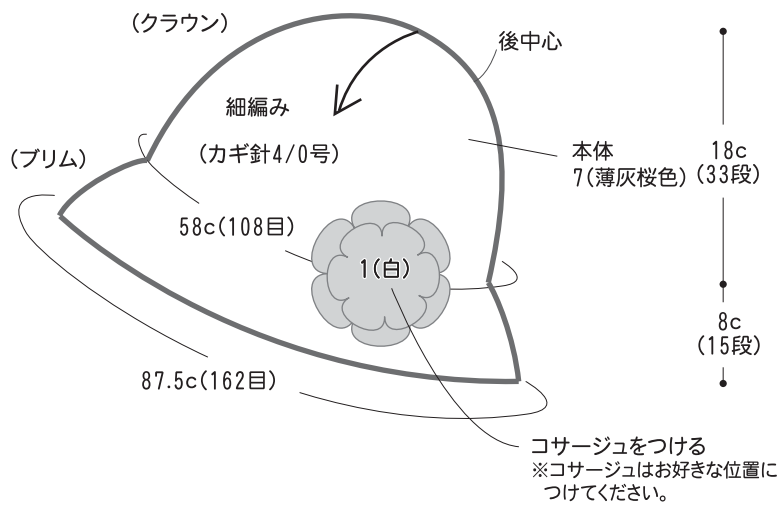 (クラウン)
後中心
細編み
(カギ針4/0号)
(ブリム)
本体
7(薄灰桜色)
18c
(33段)
58c(108目)
1(白)
8c
(15段)
87.5c(162目)
コサージュをつける
※コサージュはお好きな位置に
つけてください。